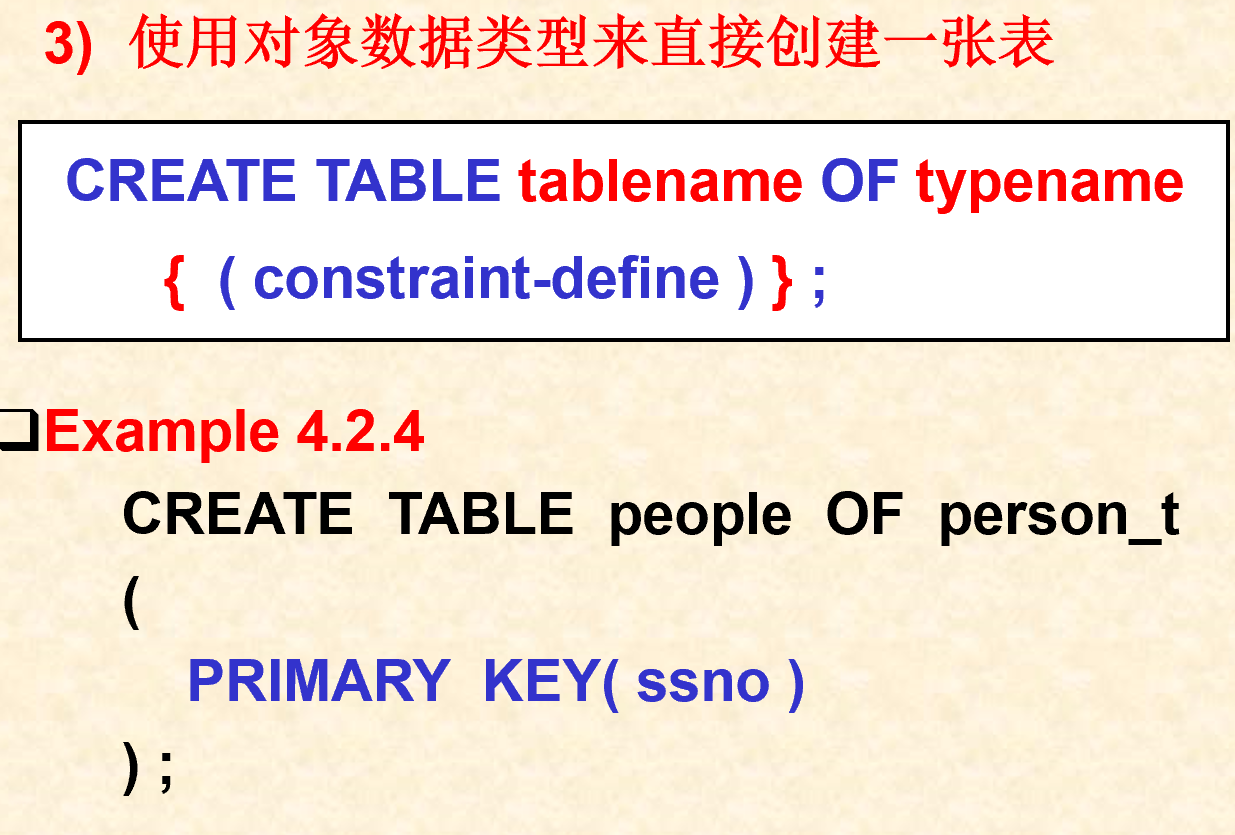 3) 使用对象数据类型来直接创建一张表
CREATE TABLE tablename OF typename
{ ( constraint-define ) } ;
Example 4.2.4
CREATE TABLE people OF person_t
(
PRIMARY KEY( ssno )
) ;